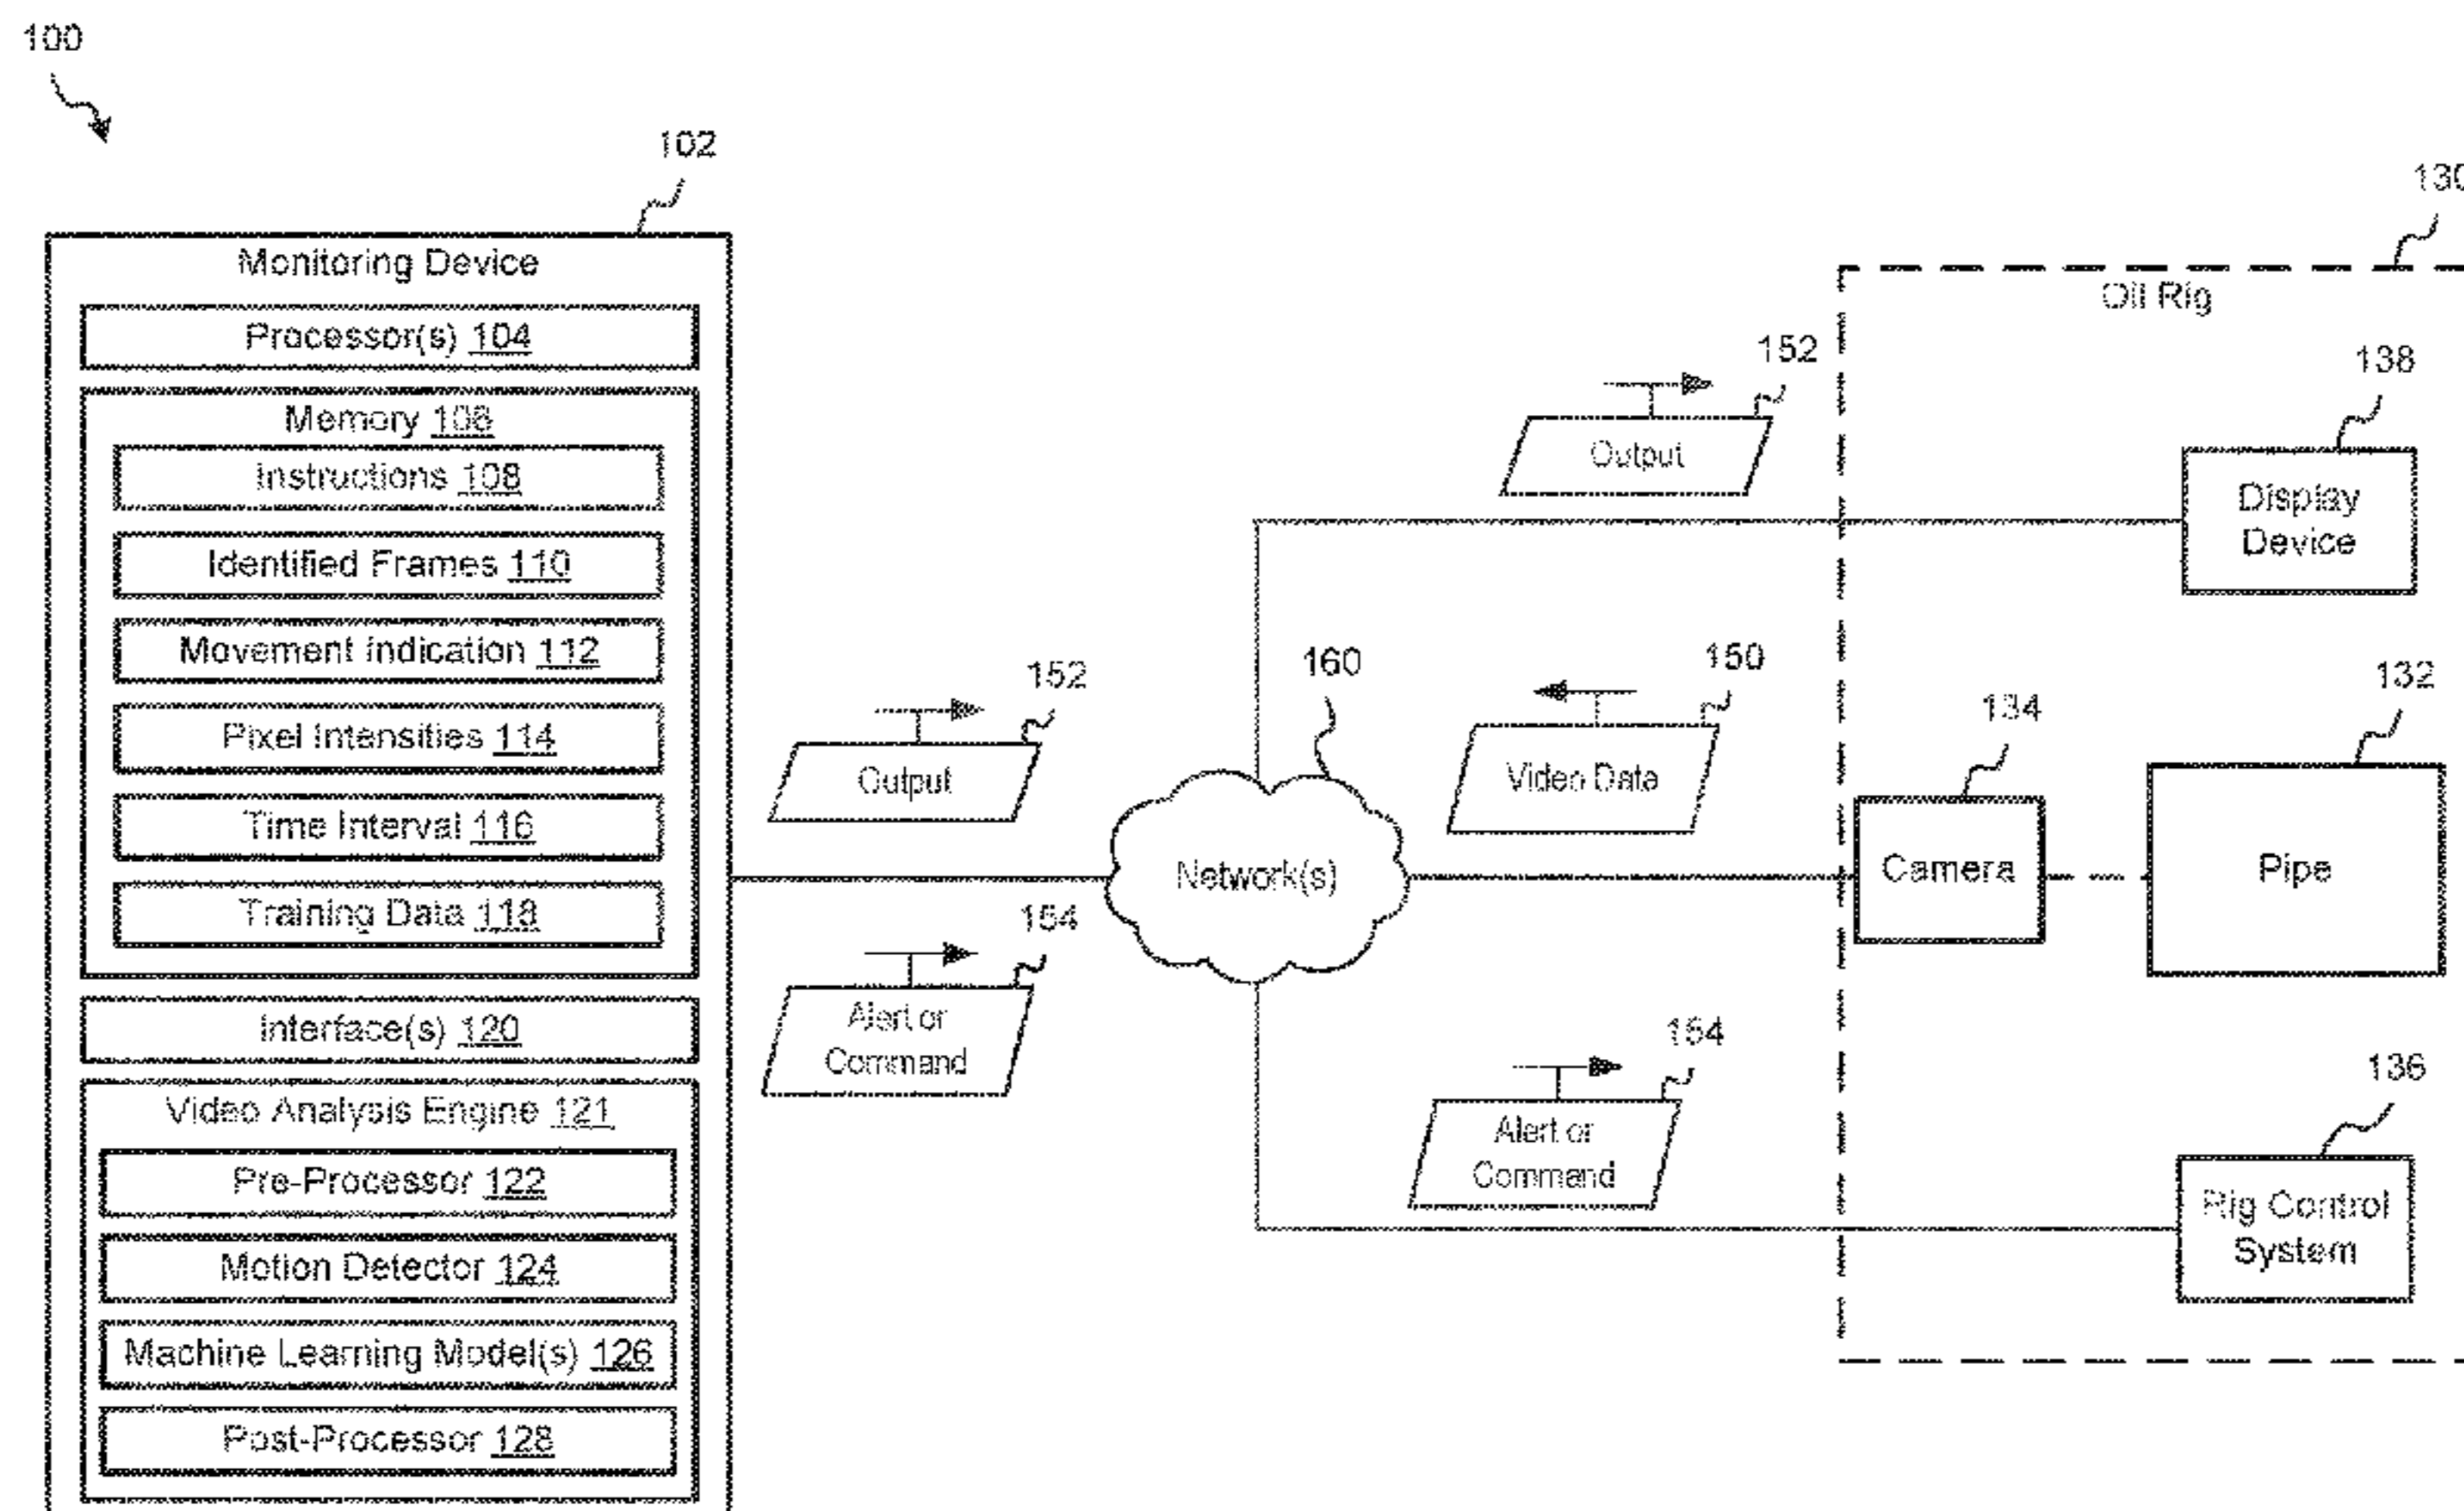 100
102
Monitoring Device
Processor(s) 104
Memory 106
Instructions 108
Identified Frames 110
Movement Indication 112
Pixel Intensities 114
Time Interval 116
Training Data 118
Interface(s) 120
Video Analysis Engine 121
Pre-Processor 122
Motion Detector 124
Machine Learning Model(s) 126
Post-Processor 128
152
Output
154
Alert or
Command
160
Network(s)
152
Output
150
Video Data
154
Alert or
Command
130
Oil Rig
138
Display
Device
134
Camera
132
Pipe
136
Rig Control
System